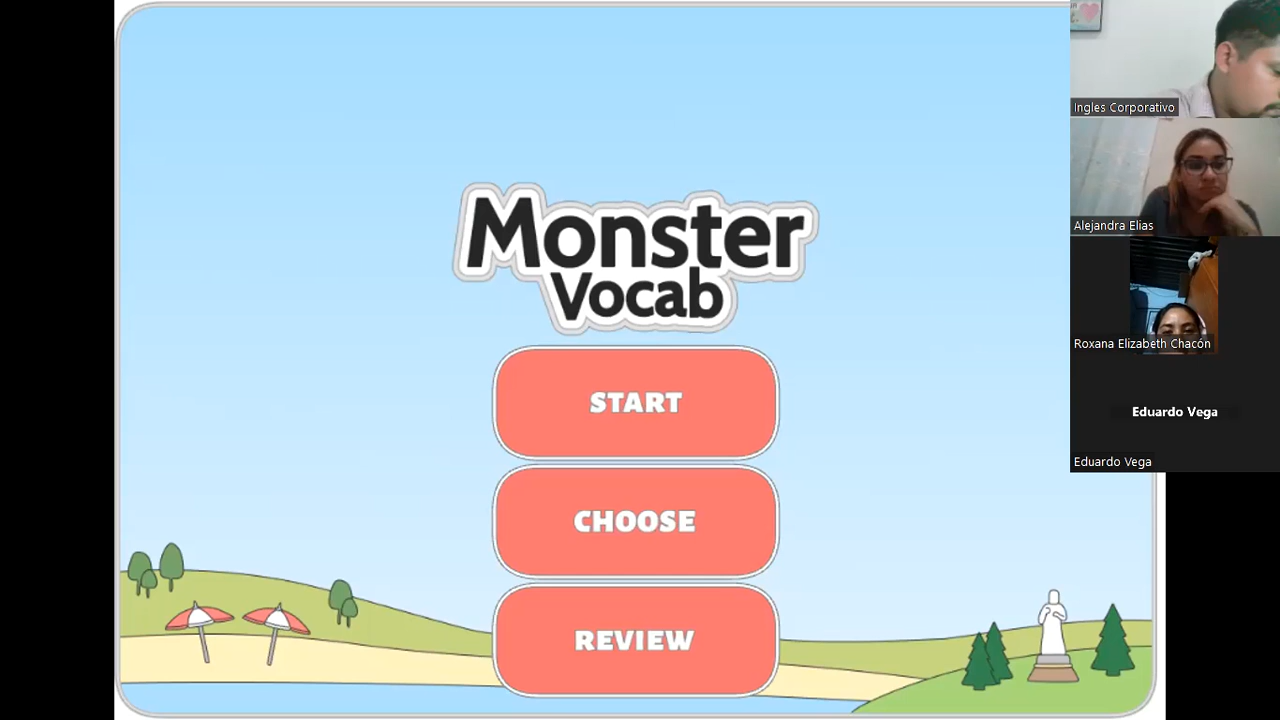 Monster
Vocab
START
CHOOSE
REVIEW
Ingles Corporativo
Alejandra Elias
Roxana Elizabeth Chacón
Eduardo Vega
Eduardo Vega